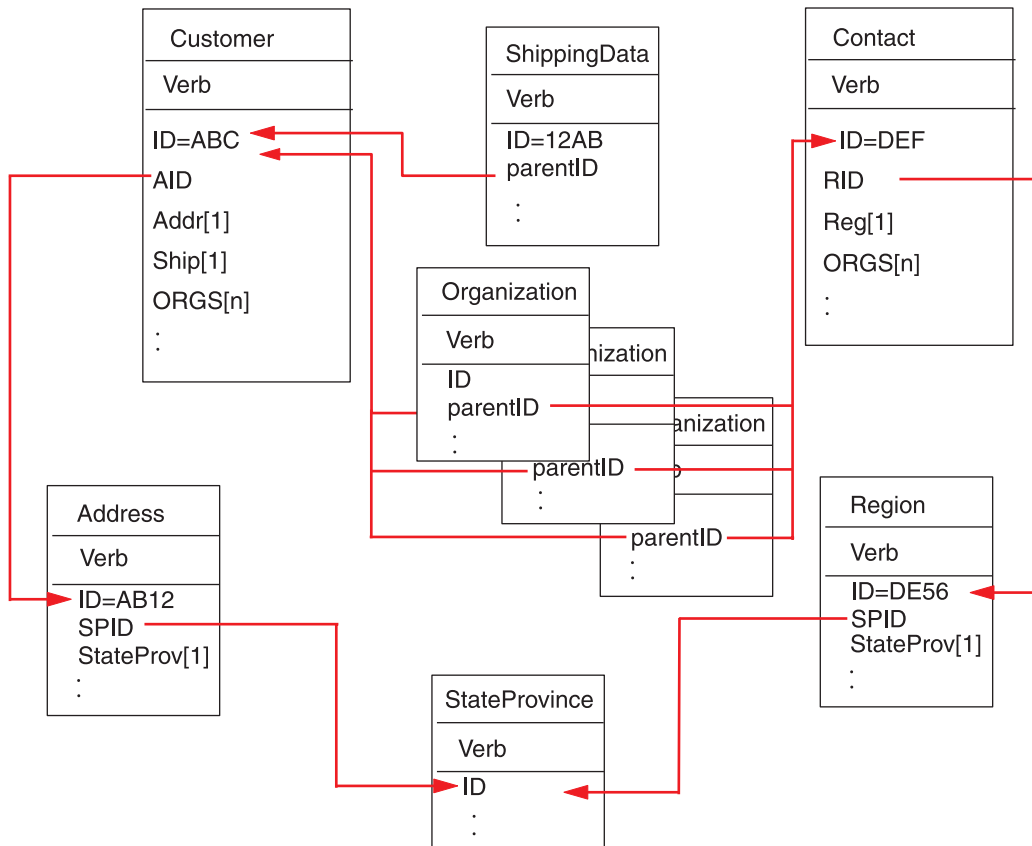 Customer
Verb
ID=ABC
AID
Addr[1]
Ship[1]
ORGS[n]
:
ShippingData
Verb
ID=12AB
parentID
:
Contact
Verb
ID=DEF
RID
Reg[1]
ORGS[n]
:
Organization
Verb
ID
parentID
:
nization
parentID
:
anization
parentID
:
Address
Verb
ID=AB12
SPID
StateProv[1]
:
StateProvince
Verb
ID
:
Region
Verb
ID=DE56
SPID
StateProv[1]
: